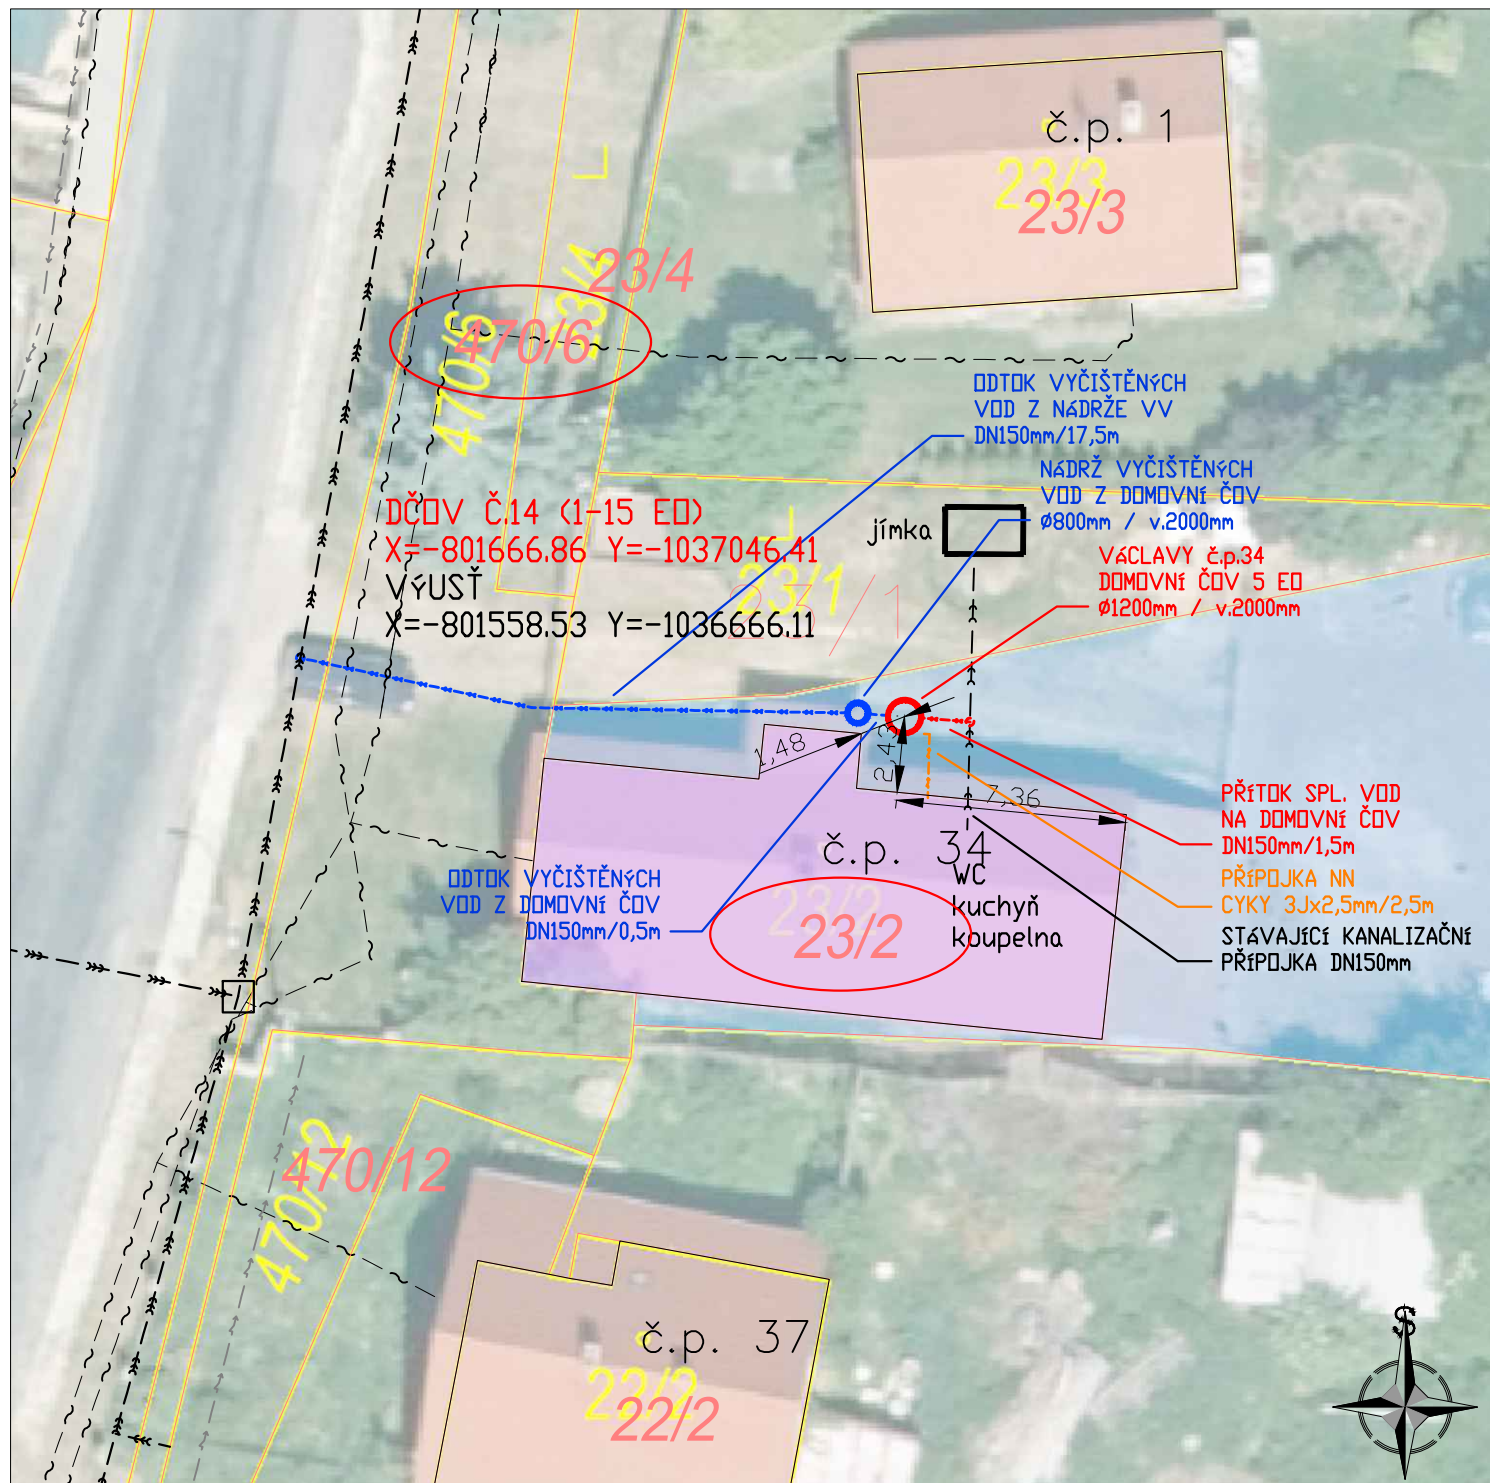 č.p. 1
23/3
23/3
23/4
23/4
470/6
470/6
ODTOK VYČIŠTĚNÝCH
VOD Z NÁDRŽE VV
DN150mm/17,5m
NÁDRŽ VYČIŠTĚNÝCH
VOD Z DOMOVNÍ ČOV
Ø800mm / v.2000mm
jímka
VÁCLAVY č.p.34
DOMOVNÍ ČOV 5 EO
Ø1200mm / v.2000mm
DČOV Č.14 (1-15 EO)
X=-801666.86 Y=-1037046.41
VÝUSŤ
X=-801558.53 Y=-1036666.11
23/1
23/1
1,48
2,43
7,36
PŘÍTOK SPL. VOD
NA DOMOVNÍ ČOV
DN150mm/1,5m
PŘÍPOJKA NN
CYKY 3Jx2,5mm/2,5m
STÁVAJÍCÍ KANALIZAČNÍ
PŘÍPOJKA DN150mm
č.p. 34
WC
kuchyň
koupelna
23/2
23/2
ODTOK VYČIŠTĚNÝCH
VOD Z DOMOVNÍ ČOV
DN150mm/0,5m
470/12
470/12
č.p. 37
22/2
22/2
S